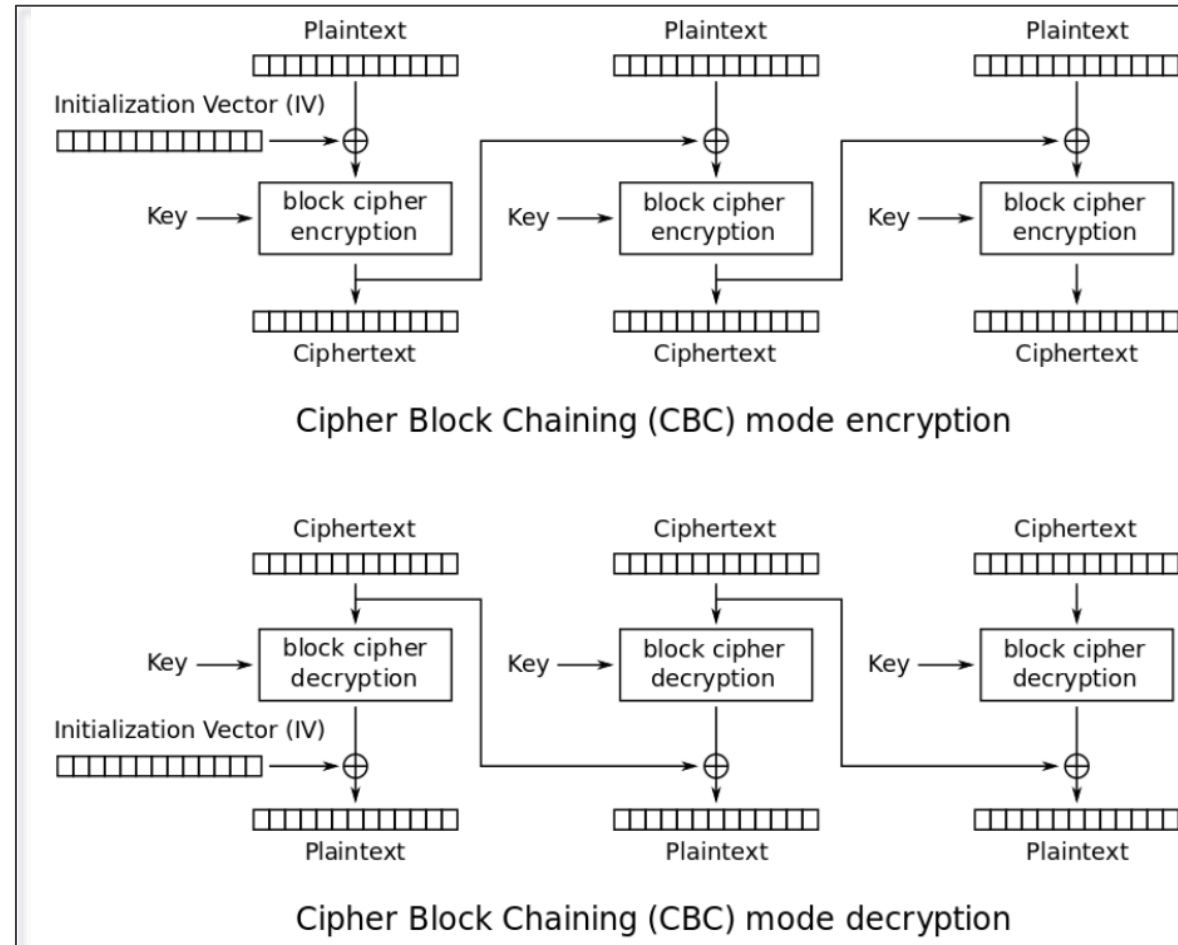 Plaintext Plaintext Plaintext
Initialization Vector (IV)
Key block cipher encryption Key block cipher encryption Key block cipher encryption
Ciphertext Ciphertext Ciphertext
Cipher Block Chaining (CBC) mode encryption
Ciphertext Ciphertext Ciphertext
Key block cipher decryption Key block cipher decryption Key block cipher decryption
Initialization Vector (IV)
Plaintext Plaintext Plaintext
Cipher Block Chaining (CBC) mode decryption